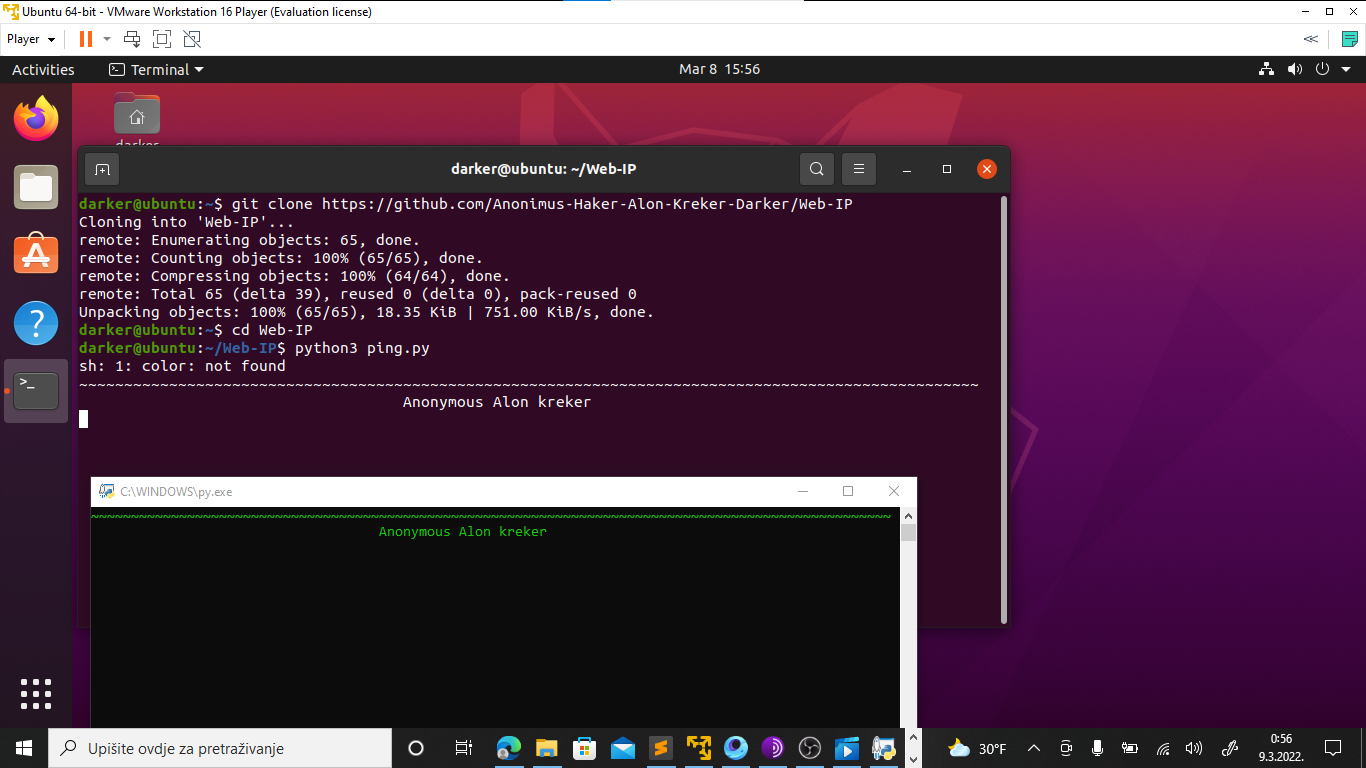 Ubuntu 64-bit - VMware Workstation 16 Player (Evaluation license)
Player
Activities
Terminal
Mar 8 15:56
darker
darker@ubuntu: ~/Web-IP
darker@ubuntu:~$ git clone https://github.com/Anonimus-Haker-Alon-Kreker-Darker/Web-IP
Cloning into 'Web-IP'...
remote: Enumerating objects: 65, done.
remote: Counting objects: 100% (65/65), done.
remote: Compressing objects: 100% (64/64), done.
remote: Total 65 (delta 39), reused 0 (delta 0), pack-reused 0
Unpacking objects: 100% (65/65), 18.35 KiB | 751.00 KiB/s, done.
darker@ubuntu:~$ cd Web-IP
darker@ubuntu:~/Web-IP$ python3 ping.py
sh: 1: color: not found
~~~~~~~~~~~~~~~~~~~~~~~~~~~~~~~~~~~~~~~~~~~~~~~~~~~~~~~~~~~~~~~~~~~~~~~~~~~~~~~~~~~~~~~~~~~~~~~~~~~~
Anonymous Alon kreker
C:\WINDOWS\py.exe
~~~~~~~~~~~~~~~~~~~~~~~~~~~~~~~~~~~~~~~~~~~~~~~~~~~~~~~~~~~~~~~~~~~~~~~~~~~~~~~~~~~~~~~~~~~~~~~~~~~~
Anonymous Alon kreker
Upišite ovdje za pretraživanje
30°F
0:56
9.3.2022.